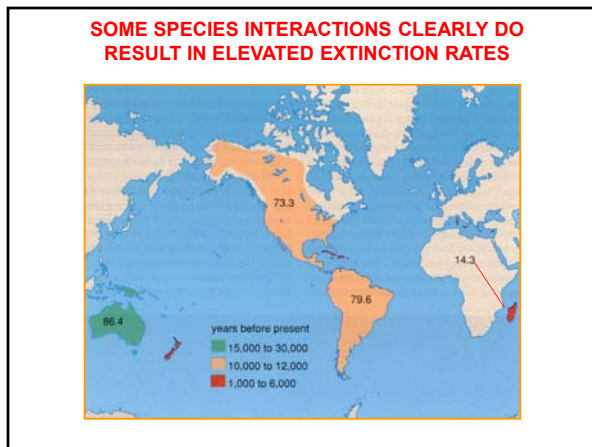 SOME SPECIES INTERACTIONS CLEARLY DO
RESULT IN ELEVATED EXTINCTION RATES
73.3
14.3
79.6
86.4
years before present
15,000 to 30,000
10,000 to 12,000
1,000 to 6,000